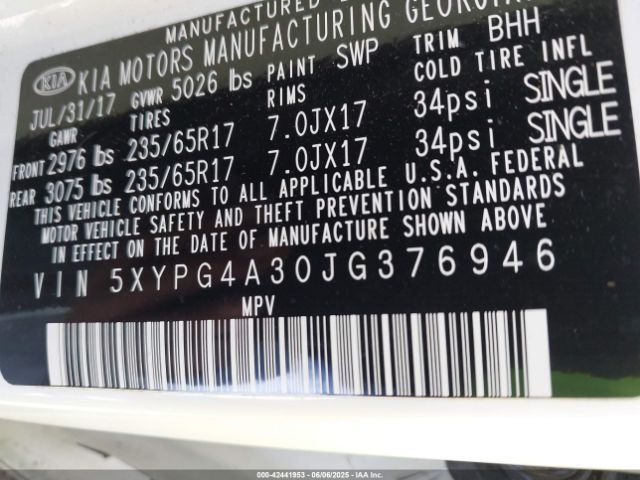 MANUFACTURED
KIA KIA MOTORS MANUFACTURING GEORGIA
JUL/31/17 GVWR 5026 lbs PAINT SWP TRIM BHH
GAWR TIRES RIMS COLD TIRE INFL
FRONT 2976 lbs 235/65R17 7.0JX17 34psi SINGLE
REAR 3075 lbs 235/65R17 7.0JX17 34psi SINGLE
THIS VEHICLE CONFORMS TO ALL APPLICABLE U.S.A. FEDERAL
MOTOR VEHICLE SAFETY AND THEFT PREVENTION STANDARDS
IN EFFECT ON THE DATE OF MANUFACTURE SHOWN ABOVE
VIN 5XYPG4A30JG376946
MPV
000-42441953 - 06/06/2025 - IAA Inc.